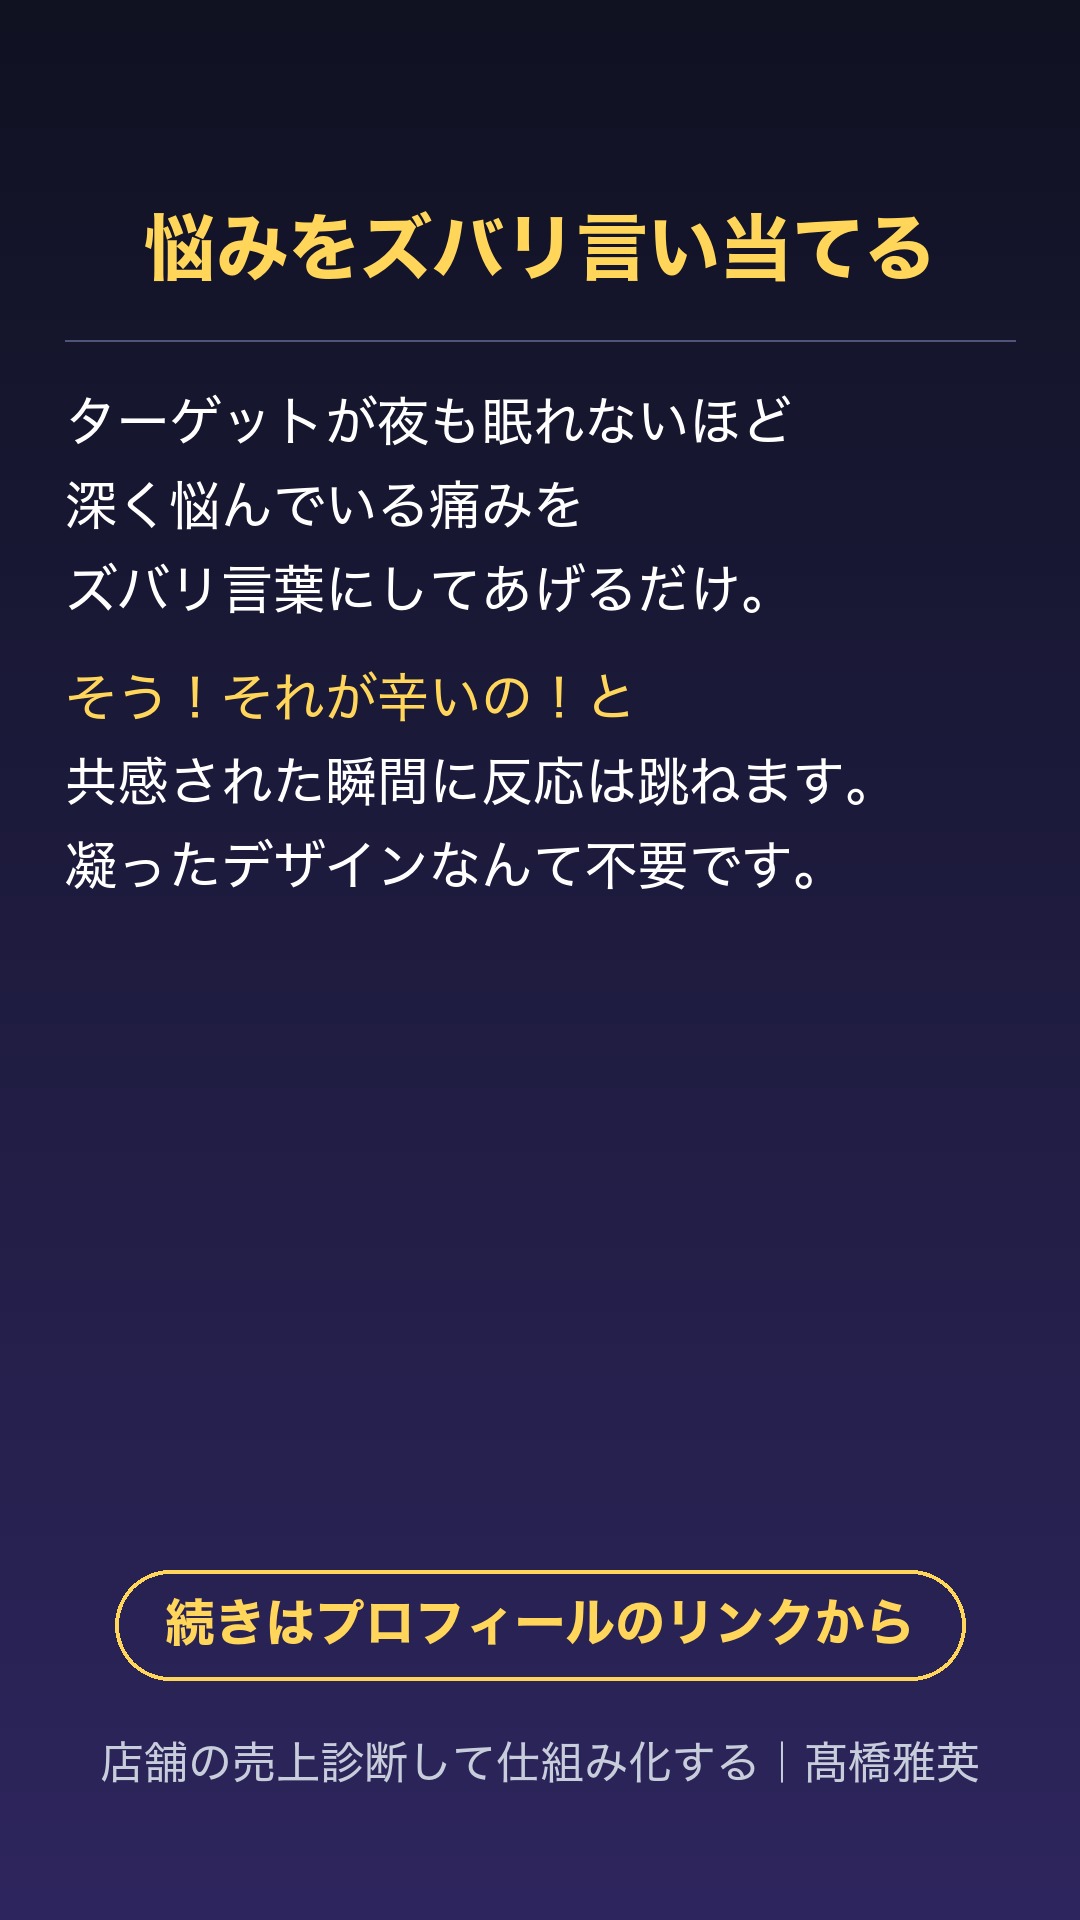 悩みをズバリ言い当てる
ターゲットが夜も眠れないほど
深く悩んでいる痛みを
ズバリ言葉にしてあげるだけ。
そう！それが辛いの！と
共感された瞬間に反応は跳ねます。
凝ったデザインなんて不要です。
続きはプロフィールのリンクから
店舗の売上診断して仕組み化する｜髙橋雅英